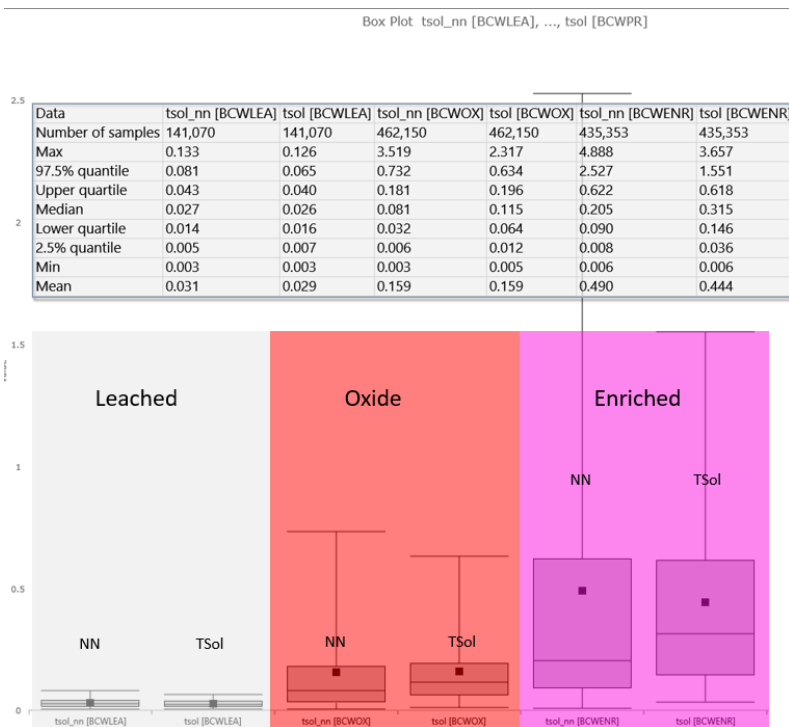 Box Plot tsol_nn [BCWLEA], ..., tsol [BCWPR]
2.5
Data tsol_nn [BCWLEA] tsol [BCWLEA] tsol_nn [BCWOX] tsol [BCWOX] tsol_nn [BCWENR] tsol [BCWENR]
Number of samples 141,070 141,070 462,150 462,150 435,353 435,353
Max 0.133 0.126 3.519 2.317 4.888 3.657
97.5% quantile 0.081 0.065 0.732 0.634 2.527 1.551
Upper quartile 0.043 0.040 0.181 0.196 0.622 0.618
2
Median 0.027 0.026 0.081 0.115 0.205 0.315
Lower quartile 0.014 0.016 0.032 0.064 0.090 0.146
2.5% quantile 0.005 0.007 0.006 0.012 0.008 0.036
Min 0.003 0.003 0.003 0.005 0.006 0.006
Mean 0.031 0.029 0.159 0.159 0.490 0.444
1.5
Leached Oxide Enriched
1
NN TSol
0.5
NN TSol NN TSol
0
tsol_nn [BCWLEA] tsol [BCWLEA] tsol_nn [BCWOX] tsol [BCWOX] tsol_nn [BCWENR] tsol [BCWENR]